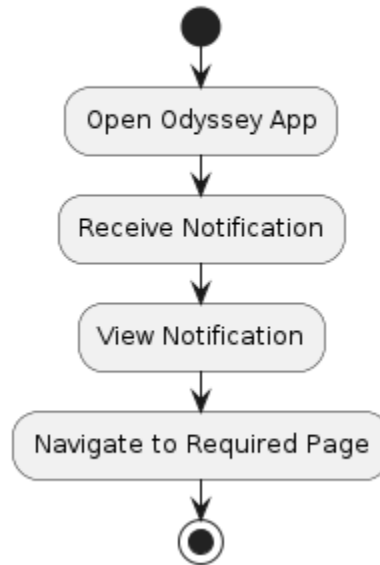 Open Odyssey App
Receive Notification
View Notification
Navigate to Required Page